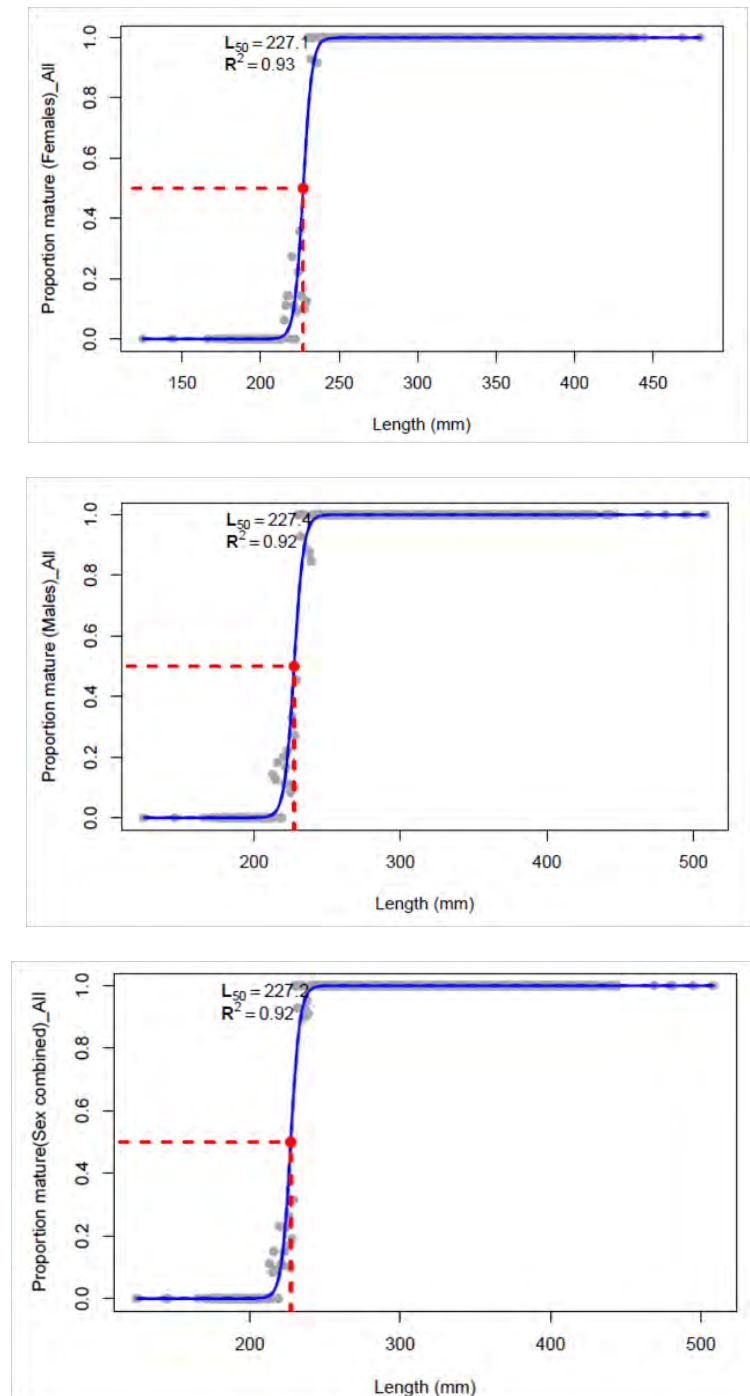 L50 = 227.1
R2 = 0.93
Proportion mature (Females)_All
1.0
0.8
0.6
0.4
0.2
0.0
150 200 250 300 350 400 450
Length (mm)
L50 = 227.4
R2 = 0.92
Proportion mature (Males)_All
1.0
0.8
0.6
0.4
0.2
0.0
200 300 400 500
Length (mm)
L50 = 227.2
R2 = 0.92
Proportion mature(Sex combined)_All
1.0
0.8
0.6
0.4
0.2
0.0
200 300 400 500
Length (mm)